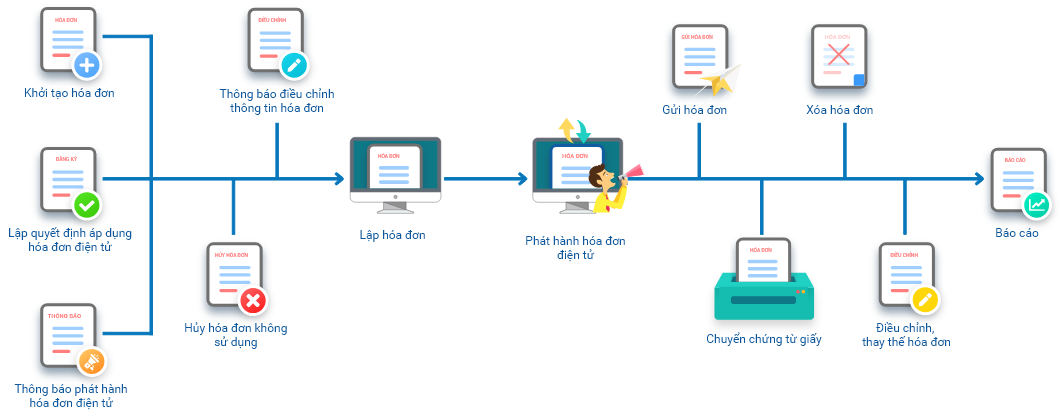 HÓA ĐƠN
Khởi tạo hóa đơn
ĐĂNG KÝ
Lập quyết định áp dụng
hóa đơn điện tử
THÔNG BÁO
Thông báo phát hành
hóa đơn điện tử
ĐIỀU CHỈNH
Thông báo điều chỉnh
thông tin hóa đơn
HỦY HÓA ĐƠN
Hủy hóa đơn không
sử dụng
HÓA ĐƠN
Lập hóa đơn
HÓA ĐƠN
Phát hành hóa đơn
điện tử
GỬI HÓA ĐƠN
Gửi hóa đơn
HÓA ĐƠN
Xóa hóa đơn
HÓA ĐƠN
Chuyển chứng từ giấy
ĐIỀU CHỈNH
Điều chỉnh,
thay thế hóa đơn
BÁO CÁO
Báo cáo